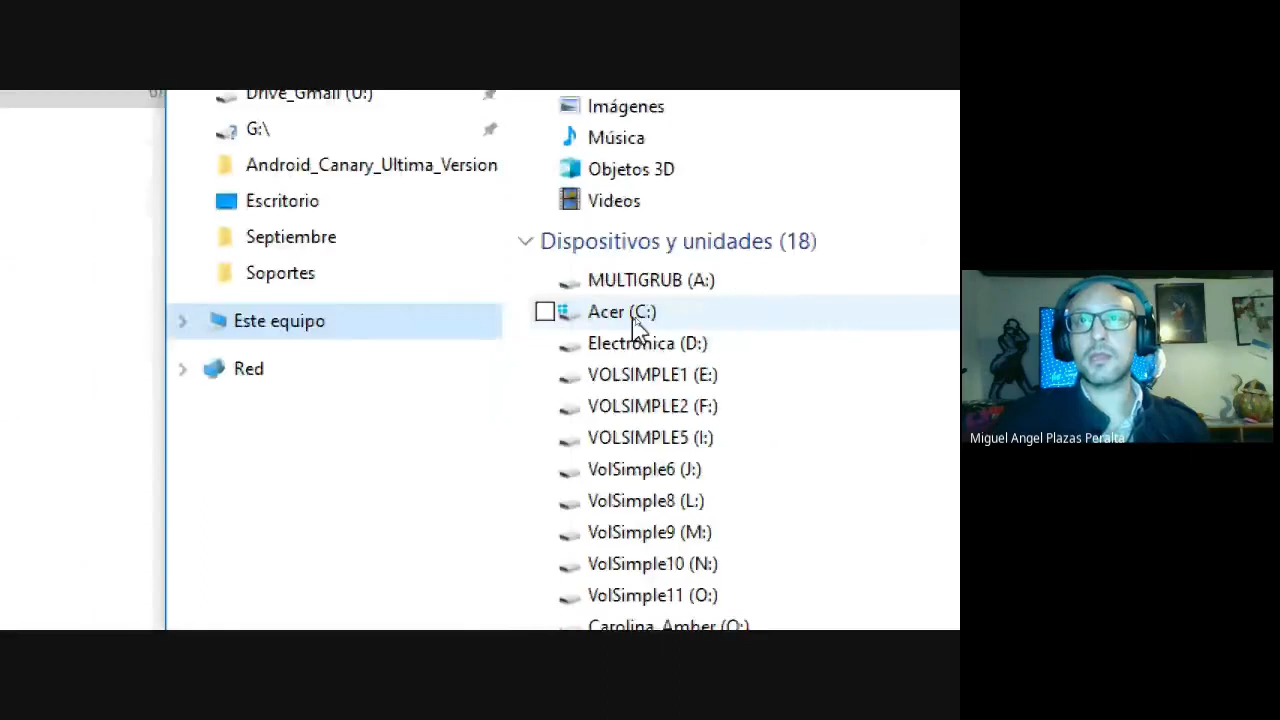 Drive_Gmail (U:)
G:\
Android_Canary_Ultima_Version
Escritorio
Septiembre
Soportes
Este equipo
Red
Imágenes
Música
Objetos 3D
Videos
Dispositivos y unidades (18)
MULTIGRUB (A:)
Acer (C:)
Electrónica (D:)
VOLSIMPLE1 (E:)
VOLSIMPLE2 (F:)
VOLSIMPLE5 (I:)
VolSimple6 (J:)
VolSimple8 (L:)
VolSimple9 (M:)
VolSimple10 (N:)
VolSimple11 (O:)
Carolina_Amber (Q:)
Miguel Angel Plazas Peralta